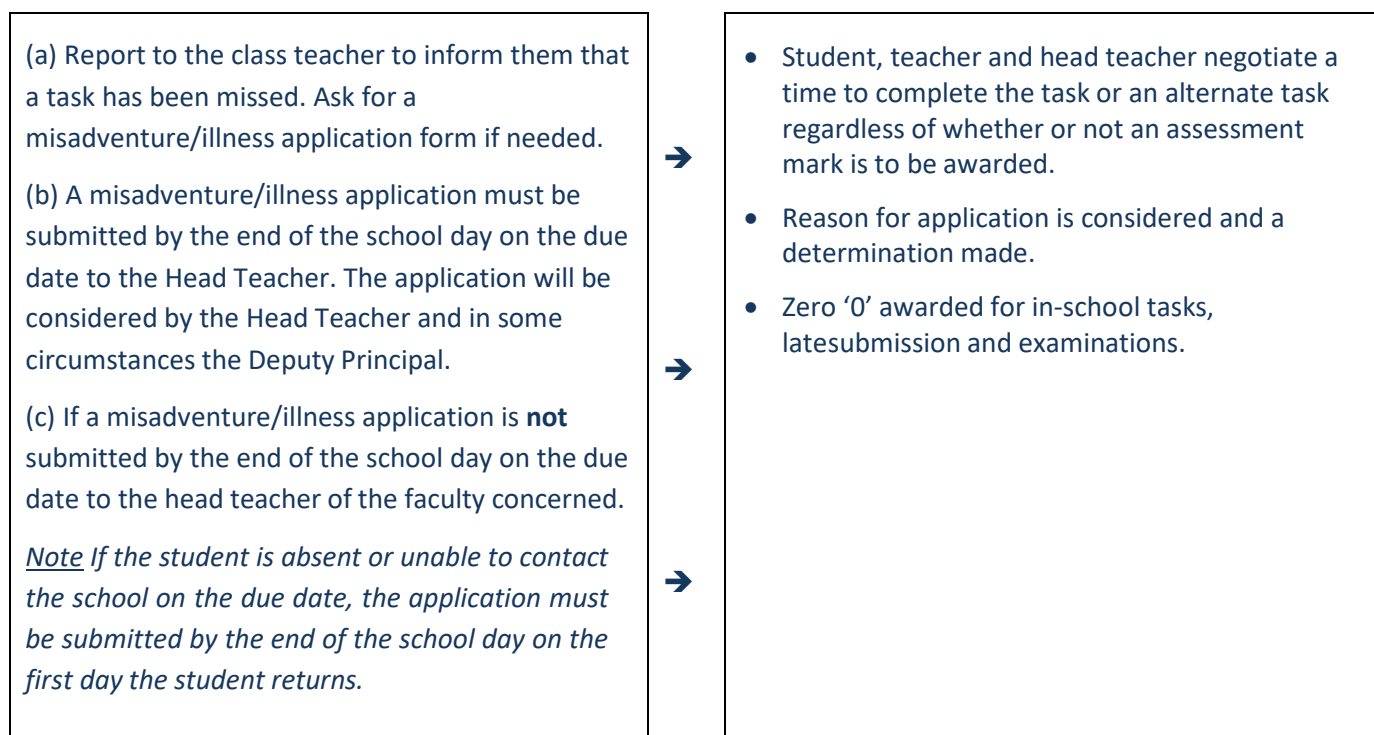 (a) Report to the class teacher to inform them that
a task has been missed. Ask for a
misadventure/illness application form if needed.
(b) A misadventure/illness application must be
submitted by the end of the school day on the due
date to the Head Teacher. The application will be
considered by the Head Teacher and in some
circumstances the Deputy Principal.
(c) If a misadventure/illness application is not
submitted by the end of the school day on the due
date to the head teacher of the faculty concerned.
Note If the student is absent or unable to contact
the school on the due date, the application must
be submitted by the end of the school day on the
first day the student returns.
➔
➔
➔
• Student, teacher and head teacher negotiate a
time to complete the task or an alternate task
regardless of whether or not an assessment
mark is to be awarded.
• Reason for application is considered and a
determination made.
• Zero ‘0’ awarded for in-school tasks,
latesubmission and examinations.